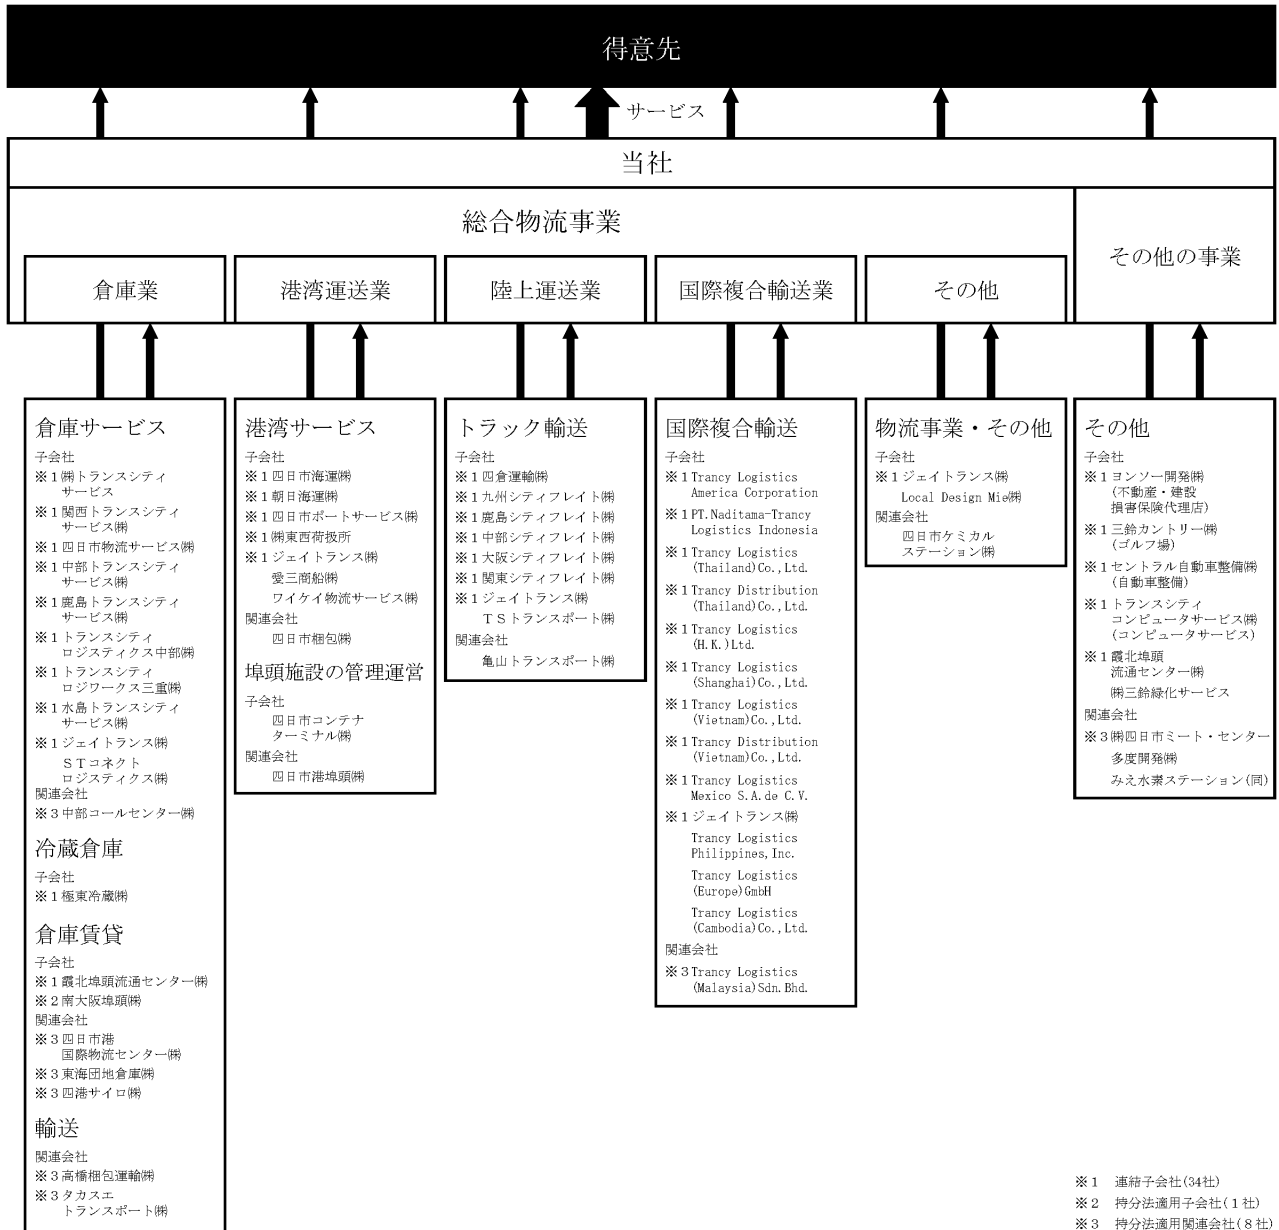 得意先
サービス
当社
総合物流事業
その他の事業
倉庫業
港湾運送業
陸上運送業
国際複合輸送業
その他
倉庫サービス
子会社
※1㈱トランスシティ
サービス
※1関西トランスシティ
サービス㈱
※1四日市物流サービス㈱
※1中部トランスシティ
サービス㈱
※1鹿島トランスシティ
サービス㈱
※1トランスシティ
ロジスティクス中部㈱
※1トランスシティ
ロジワークス三重㈱
※1水島トランスシティ
サービス㈱
※1ジェイトランス㈱
STコネクト
ロジスティクス㈱
関連会社
※3中部コールセンター㈱
冷蔵倉庫
子会社
※1極東冷蔵㈱
倉庫賃貸
子会社
※1霞北埠頭流通センター㈱
※2南大阪埠頭㈱
関連会社
※3四日市港
国際物流センター㈱
※3東海団地倉庫㈱
※3四港サイロ㈱
輸送
関連会社
※3高橋梱包運輸㈱
※3タカスエ
トランスポート㈱
港湾サービス
子会社
※1四日市海運㈱
※1朝日海運㈱
※1四日市ポートサービス㈱
※1㈱東西荷扱所
※1ジェイトランス㈱
愛三商船㈱
ワイケイ物流サービス㈱
関連会社
四日市梱包㈱
埠頭施設の管理運営
子会社
四日市コンテナ
ターミナル㈱
関連会社
四日市港埠頭㈱
トラック輸送
子会社
※1四倉運輸㈱
※1九州シティフレイト㈱
※1鹿島シティフレイト㈱
※1中部シティフレイト㈱
※1大阪シティフレイト㈱
※1関東シティフレイト㈱
※1ジェイトランス㈱
TSトランスポート㈱
関連会社
亀山トランスポート㈱
国際複合輸送
子会社
※1Trancy Logistics
America Corporation
※1PT.Naditama-Trancy
Logistics Indonesia
※1Trancy Logistics
(Thailand)Co.,Ltd.
※1Trancy Distribution
(Thailand)Co.,Ltd.
※1Trancy Logistics
(H.K.)Ltd.
※1Trancy Logistics
(Shanghai)Co.,Ltd.
※1Trancy Logistics
(Vietnam)Co.,Ltd.
※1Trancy Distribution
(Vietnam)Co.,Ltd.
※1Trancy Logistics
Mexico S.A.de C.V.
※1ジェイトランス㈱
Trancy Logistics
Philippines,Inc.
Trancy Logistics
(Europe)GmbH
Trancy Logistics
(Cambodia)Co.,Ltd.
関連会社
※3Trancy Logistics
(Malaysia)Sdn.Bhd.
物流事業・その他
子会社
※1ジェイトランス㈱
Local Design Mie㈱
関連会社
四日市ケミカル
ステーション㈱
その他
子会社
※1ヨンソー開発㈱
(不動産・建設
損害保険代理店)
※1三鈴カントリー㈱
(ゴルフ場)
※1セントラル自動車整備㈱
(自動車整備)
※1トランスシティ
コンピュータサービス㈱
(コンピュータサービス)
※1霞北埠頭
流通センター㈱
㈱三鈴緑化サービス
関連会社
※3㈱四日市ミート・センター
多度開発㈱
みえ水素ステーション(同)
※1 連結子会社(34社)
※2 持分法適用子会社(1社)
※3 持分法適用関連会社(8社)